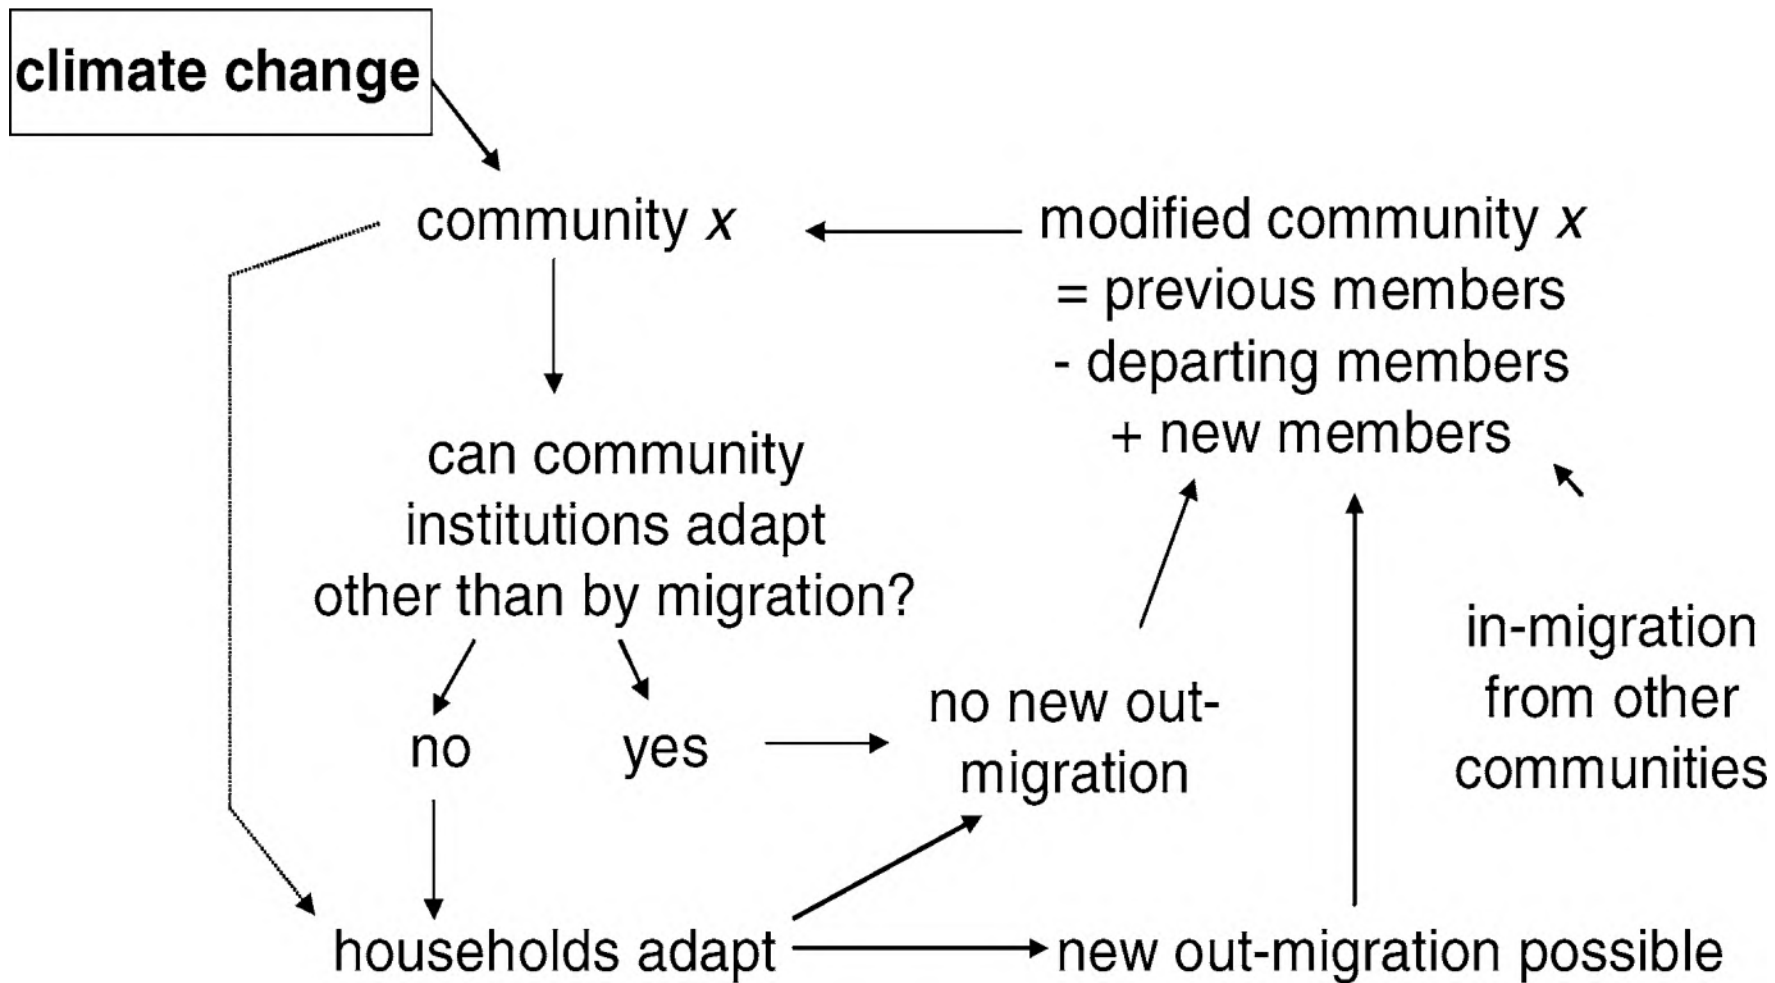 climate change
community x
can community
institutions adapt
other than by migration?
no
yes
households adapt
no new out-
migration
new out-migration possible
modified community x
= previous members
- departing members
+ new members
in-migration
from other
communities